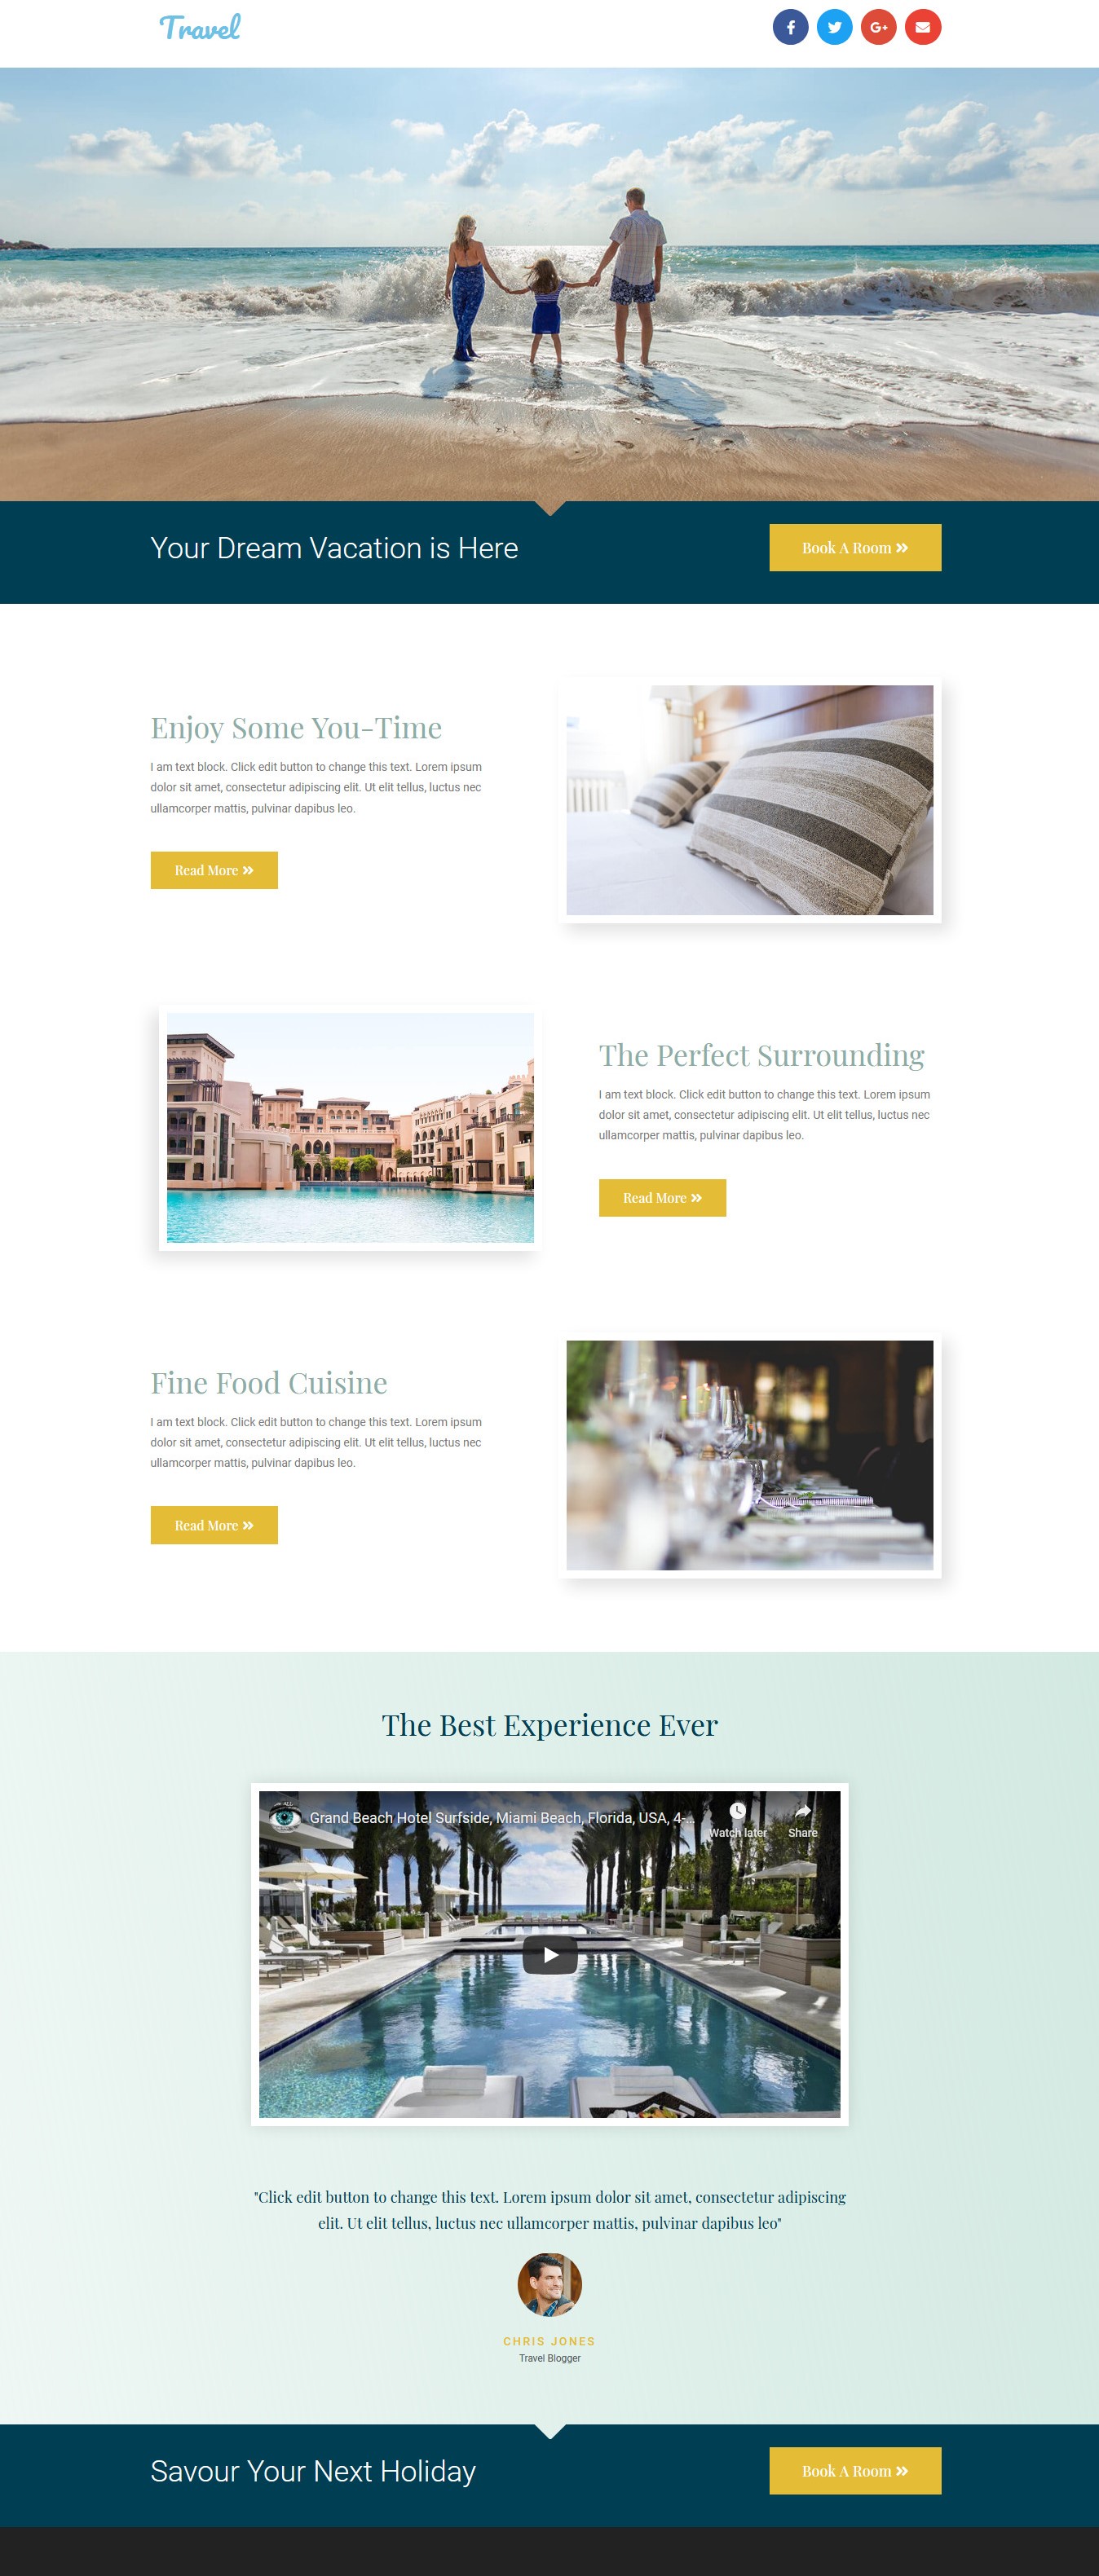 Travel
Your Dream Vacation is Here
Book A Room
Enjoy Some You-Time
I am text block. Click edit button to change this text. Lorem ipsum
dolor sit amet, consectetur adipiscing elit. Ut elit tellus, luctus nec
ullamcorper mattis, pulvinar dapibus leo.
Read More
The Perfect Surrounding
I am text block. Click edit button to change this text. Lorem ipsum
dolor sit amet, consectetur adipiscing elit. Ut elit tellus, luctus nec
ullamcorper mattis, pulvinar dapibus leo.
Read More
Fine Food Cuisine
I am text block. Click edit button to change this text. Lorem ipsum
dolor sit amet, consectetur adipiscing elit. Ut elit tellus, luctus nec
ullamcorper mattis, pulvinar dapibus leo.
Read More
The Best Experience Ever
Grand Beach Hotel Surfside, Miami Beach, Florida, USA, 4-...
Watch later
Share
"Click edit button to change this text. Lorem ipsum dolor sit amet, consectetur adipiscing
elit. Ut elit tellus, luctus nec ullamcorper mattis, pulvinar dapibus leo"
CHRIS JONES
Travel Blogger
Savour Your Next Holiday
Book A Room